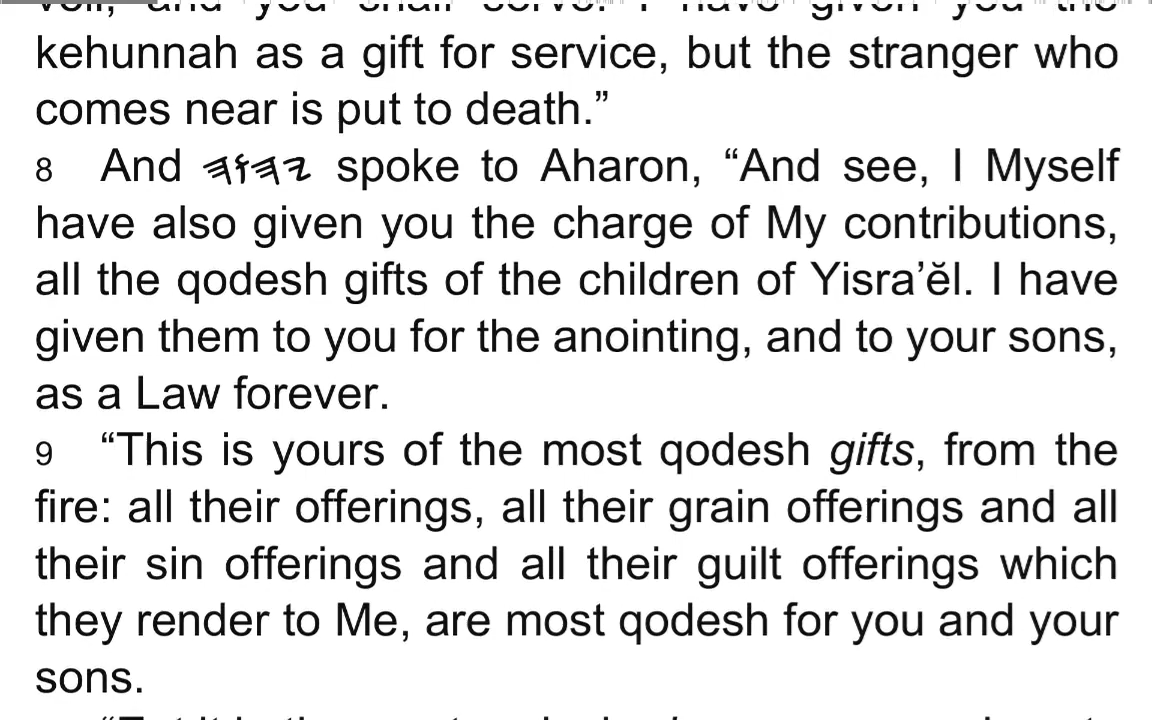 kehunnah as a gift for service, but the stranger who
comes near is put to death.”
8 And 𐤉𐤄𐤅𐤄 spoke to Aharon, “And see, I Myself
have also given you the charge of My contributions,
all the qodesh gifts of the children of Yisra’ĕl. I have
given them to you for the anointing, and to your sons,
as a Law forever.
9 “This is yours of the most qodesh gifts, from the
fire: all their offerings, all their grain offerings and all
their sin offerings and all their guilt offerings which
they render to Me, are most qodesh for you and your
sons.